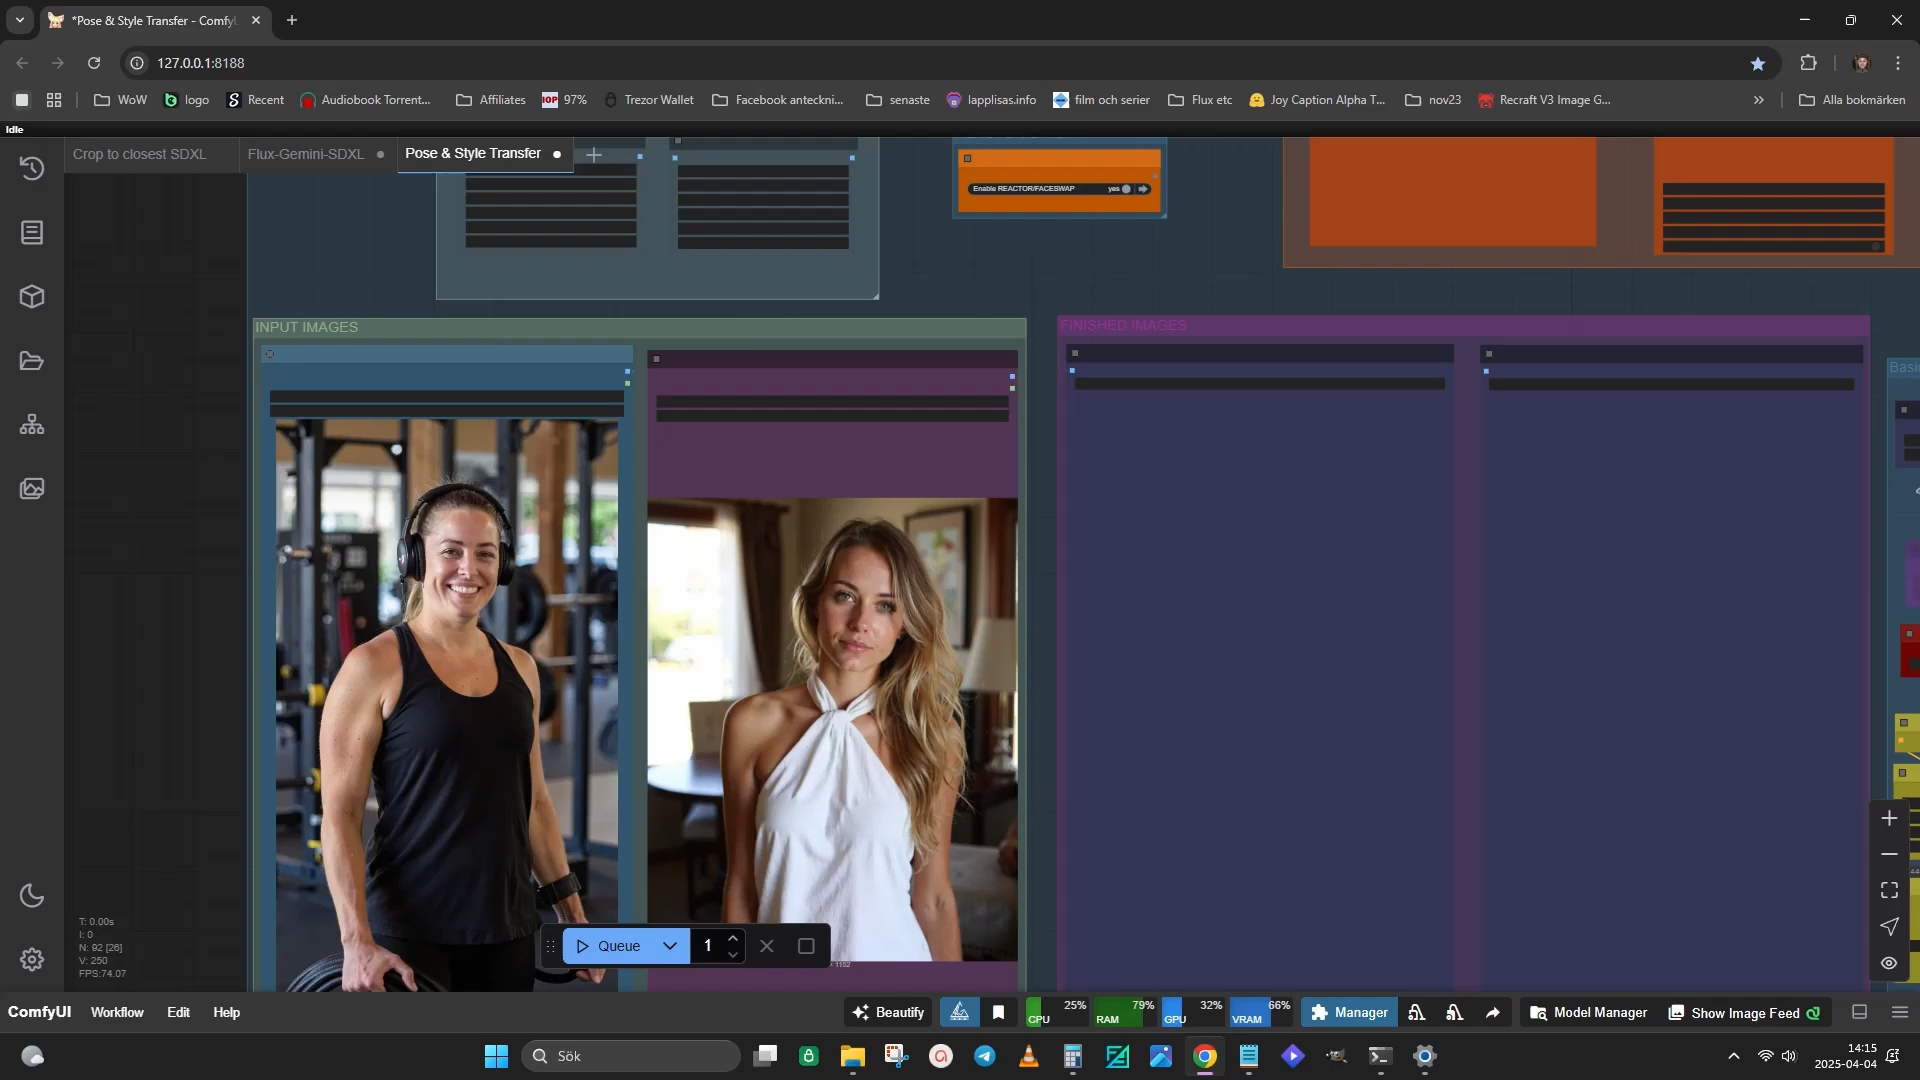 *Pose & Style Transfer - ComfyU
127.0.0.1:8188
WoW
logo
Recent
Audiobook Torrent...
Affiliates
IOP 97%
Trezor Wallet
Facebook anteckni...
senaste
lapplisas.info
film och serier
Flux etc
Joy Caption Alpha T...
nov23
Recraft V3 Image G...
Alla bokmärken
Idle
Crop to closest SDXL
Flux-Gemini-SDXL
Pose & Style Transfer
Enable REACTOR/FACESWAP yes
INPUT IMAGES
FINISHED IMAGES
Basic
T: 0.00s
I: 0
N: 92 [26]
V: 250
FPS:74.07
Queue
1
ComfyUI
Workflow
Edit
Help
Beautify
CPU 25%
RAM 79%
GPU 32%
VRAM 66%
Manager
Model Manager
Show Image Feed
Sök
14:15
2025-04-04